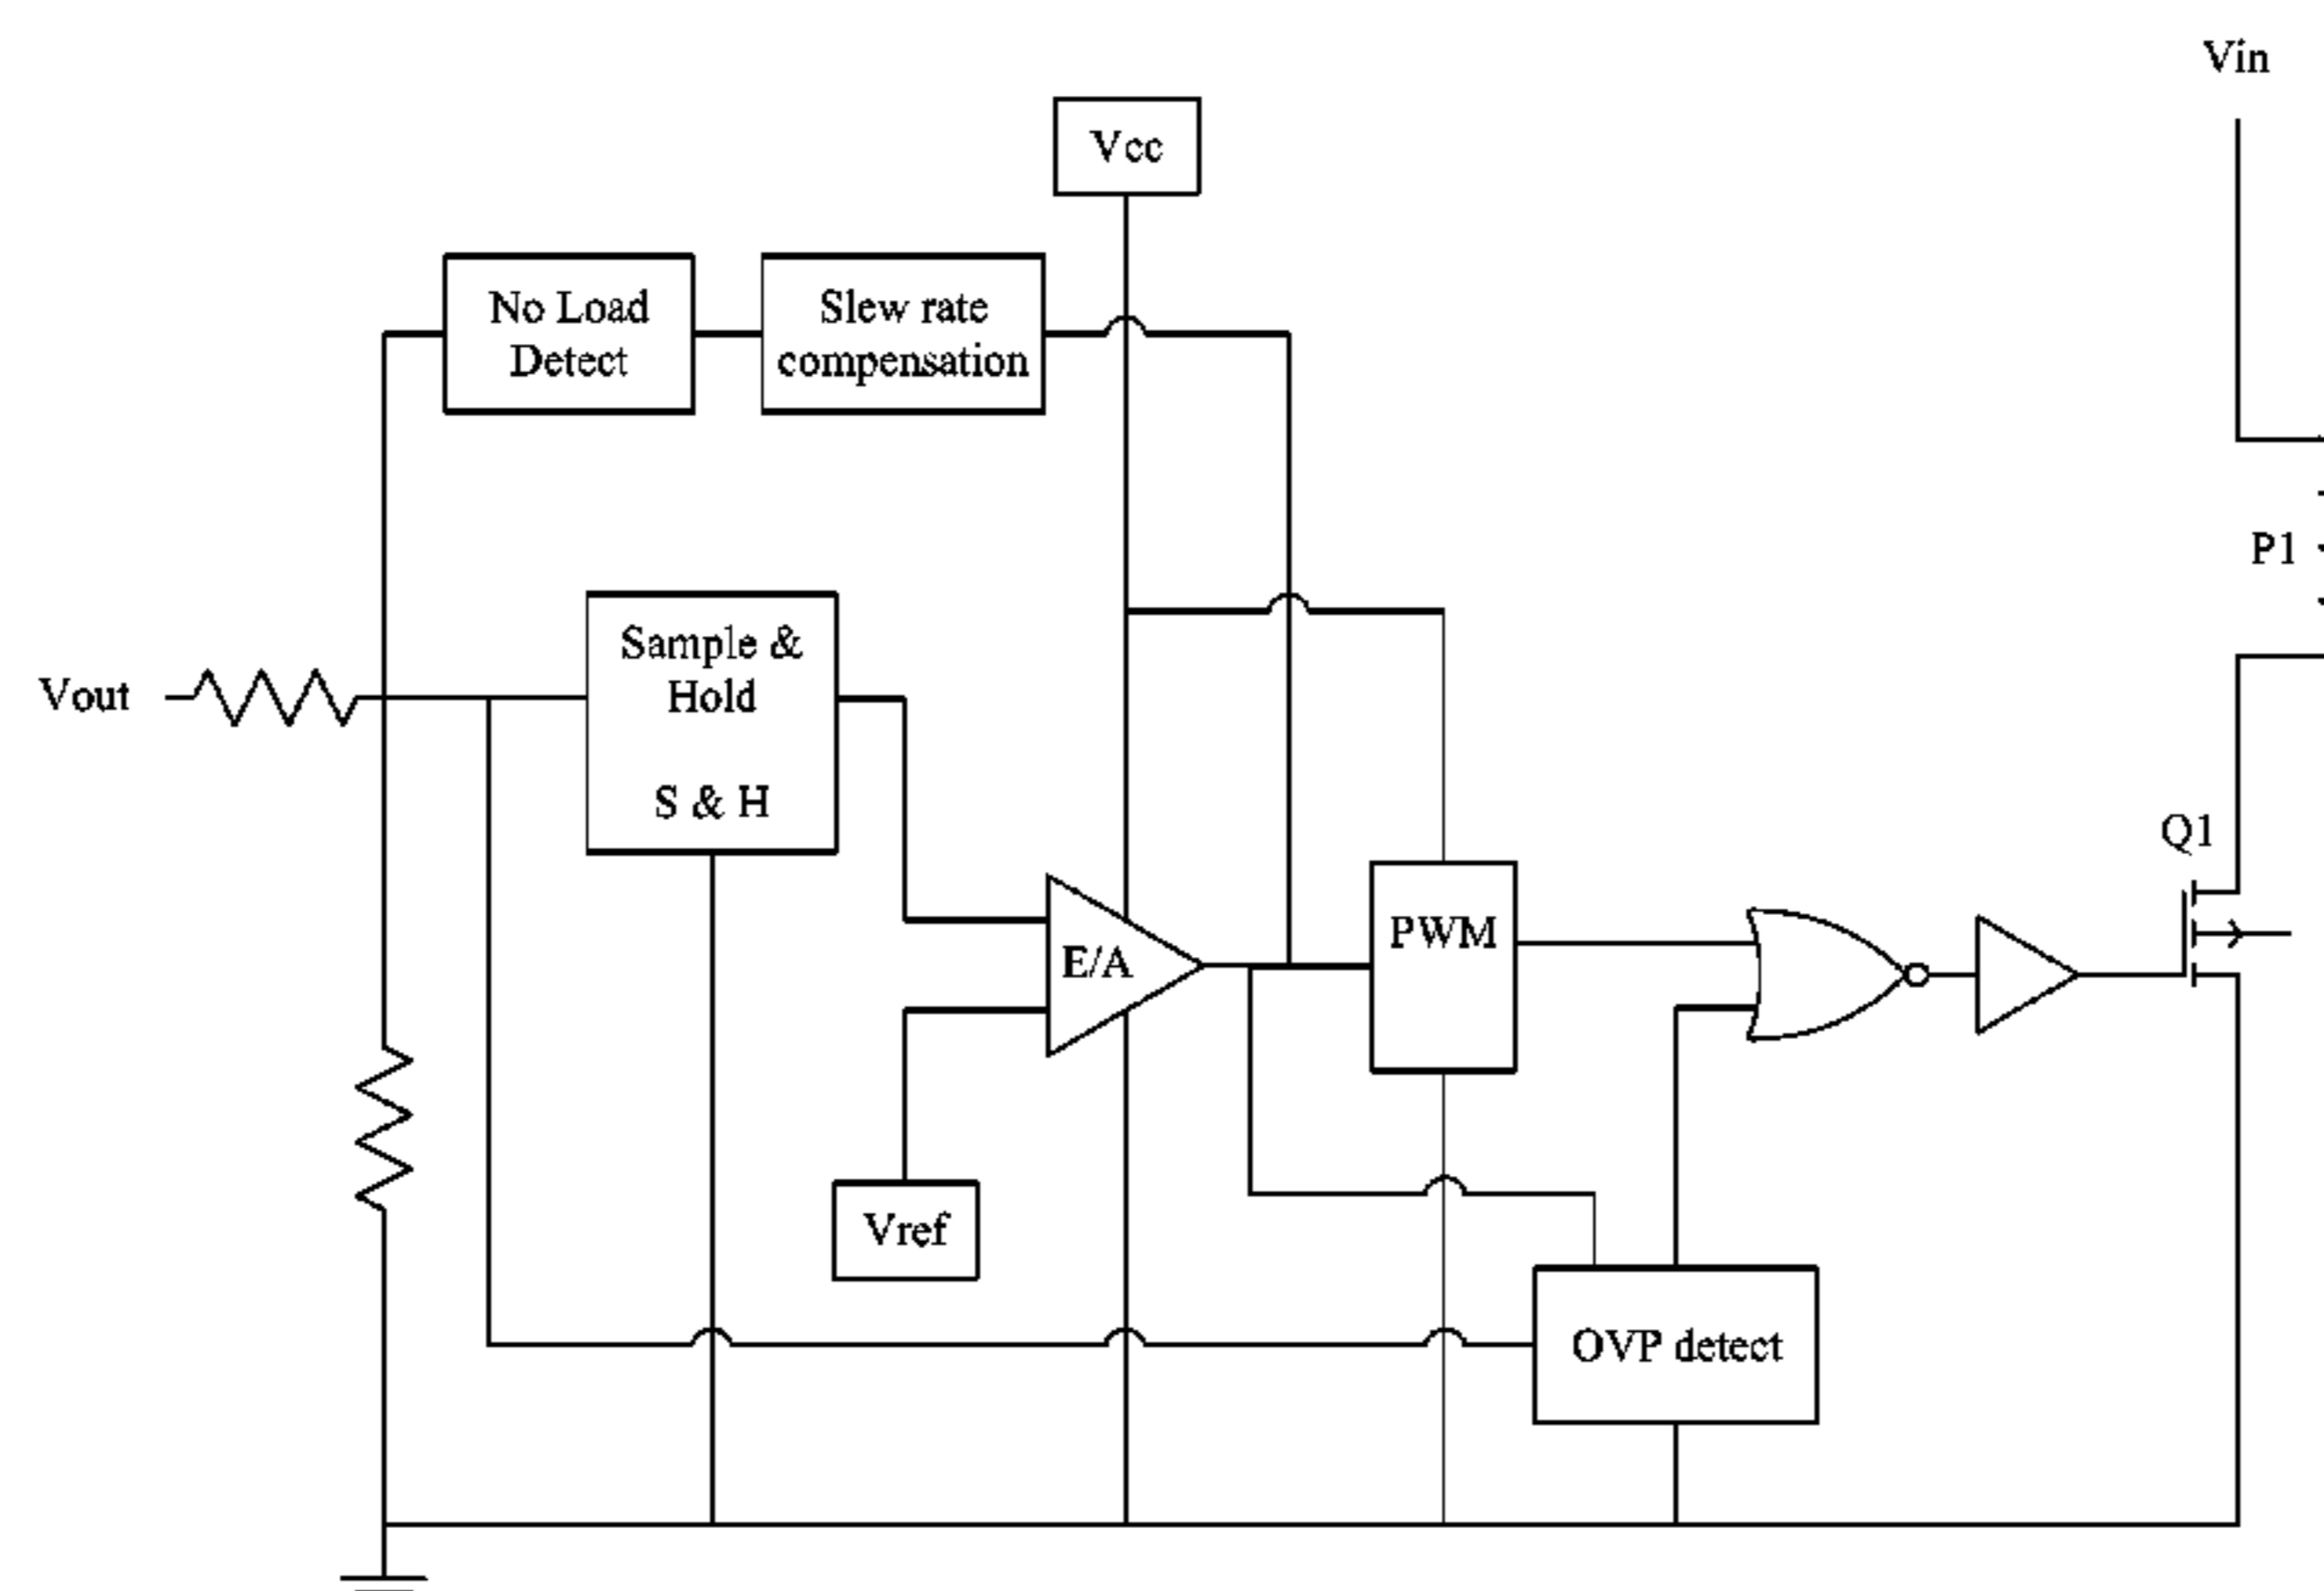 Vin
Vcc
No Load
Detect
Slew rate
compensation
P1
Sample &
Hold
S & H
Vout
Q1
PWM
E/A
Vref
OVP detect